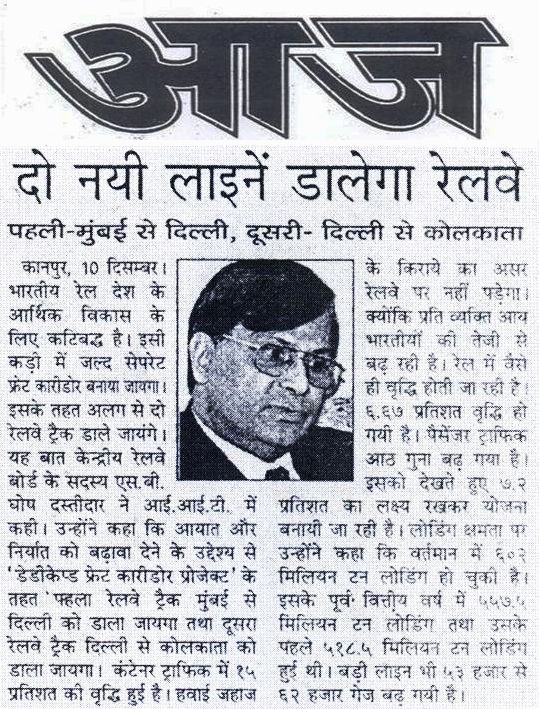 आज
दो नयी लाइनें डालेगा रेलवे
पहली-मुंबई से दिल्ली, दूसरी- दिल्ली से कोलकाता
कानपुर, 10 दिसम्बर।
भारतीय रेल देश के
आर्थिक विकास के
लिए कटिबद्ध है। इसी
कड़ी में जल्द सेपरेट
फ्रेट कारीडोर बनाया जायगा।
इसके तहत अलग से दो
रेलवे ट्रैक डाले जायंगे।
यह बात केन्द्रीय रेलवे
बोर्ड के सदस्य एस.बी.
घोष दस्तीदार ने आई.आई.टी. में
कही। उन्होंने कहा कि आयात और
निर्यात को बढ़ावा देने के उद्देश्य से
'डेडीकेप्ड फ्रेट कारीडोर प्रोजेक्ट' के
तहत पहला रेलवे ट्रैक मुंबई से
दिल्ली को डाला जायगा तथा दूसरा
रेलवे ट्रैक दिल्ली से कोलकाता को
डाला जायगा। कंटेनर ट्राफिक में १५
प्रतिशत की वृद्धि हुई है। हवाई जहाज
के किराये का असर
रेलवे पर नहीं पड़ेगा।
क्योंकि प्रति व्यक्ति आय
भारतीयों की तेजी से
बढ़ रही है। रेल में वैसे
ही वृद्धि होती जा रही है।
६.६७ प्रतिशत वृद्धि हो
गयी है। पैसेंजर ट्राफिक
आठ गुना बढ़ गया है।
इसको देखते हुए ७.२
प्रतिशत का लक्ष्य रखकर योजना
बनायी जा रही है। लोडिंग क्षमता पर
उन्होंने कहा कि वर्तमान में ६०२
मिलियन टन लोडिंग हो चुकी है।
इसके पूर्व वित्तीय वर्ष में ५५७.५
मिलियन टन लोडिंग तथा उसके
पहले ५१८.५ मिलियन टन लोडिंग
हुई थी। बड़ी लाइन भी ५३ हजार से
६२ हजार गेज बढ़ गयी है।